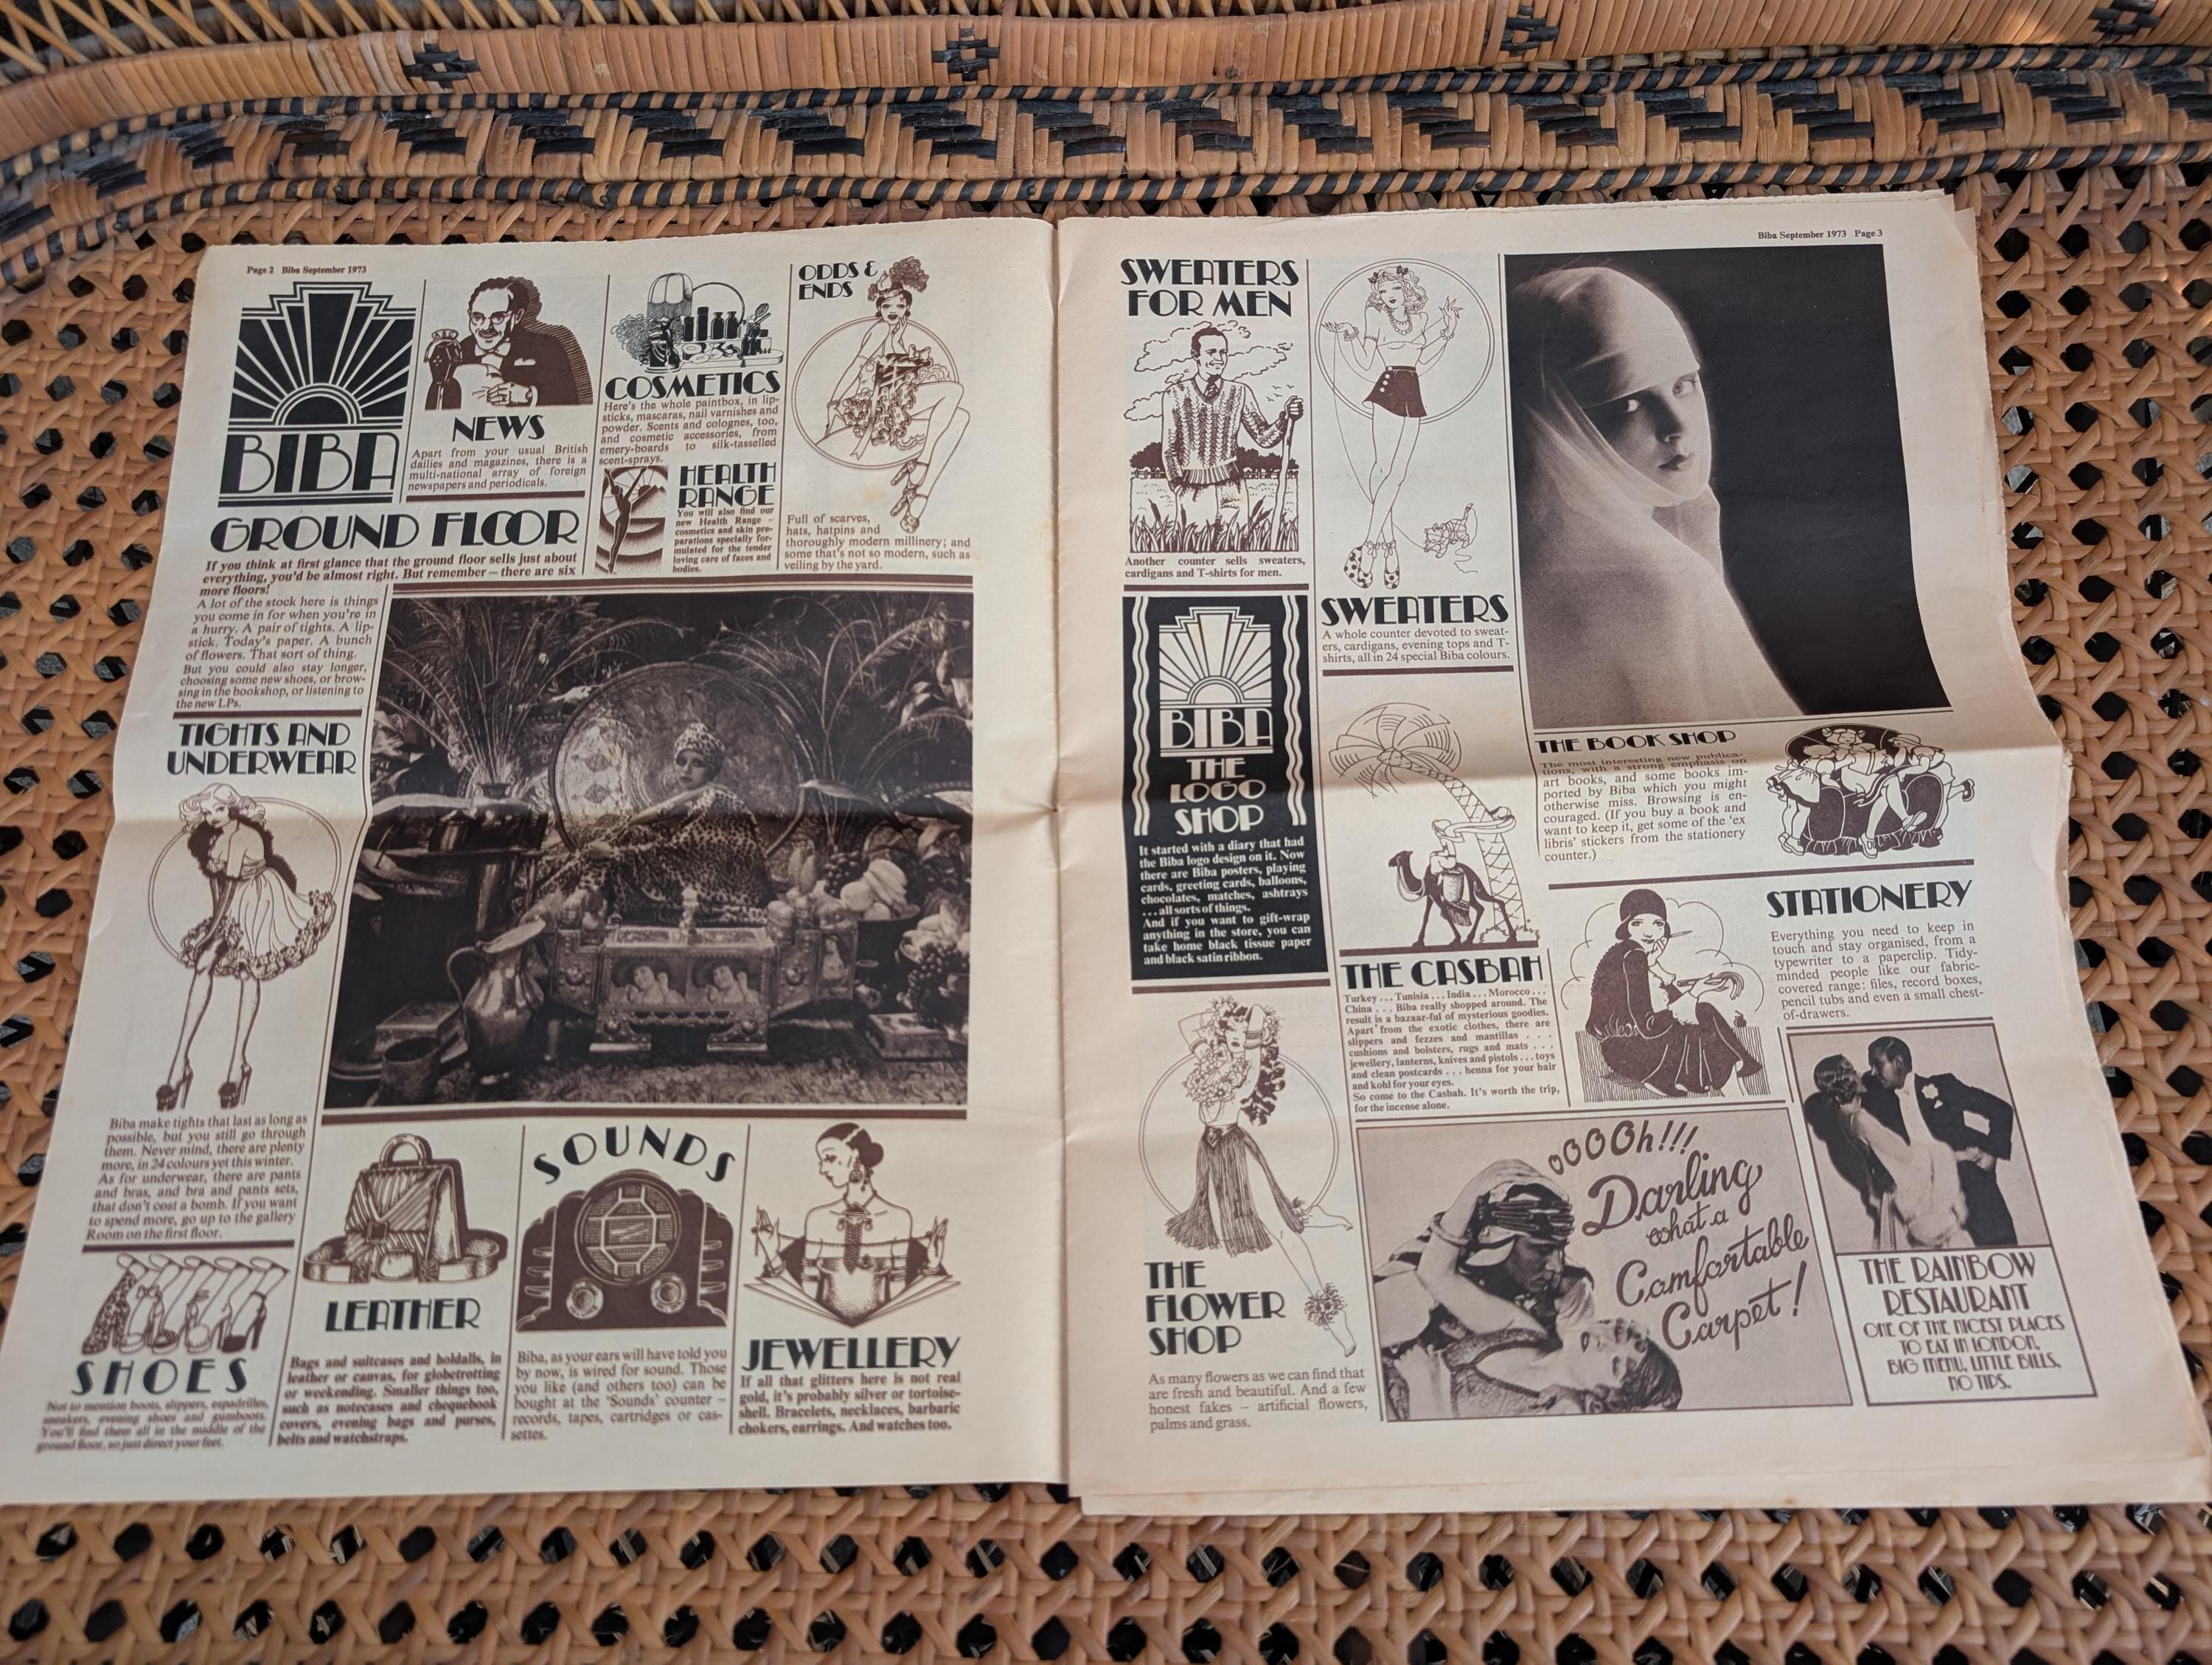 Page 2 Biba September 1973
BIBA
NEWS
Apart from your usual British
dailies and magazines, there is a
multi-national array of foreign
newspapers and periodicals.
COSMETICS
Here's the whole paintbox, in lip-
sticks, mascaras, nail varnishes and
powder. Scents and colognes, too,
and cosmetic accessories, from
emery-boards to silk-tasselled
scent-sprays.
HEALTH
RANGE
You will also find our
new Health Range –
cosmetics and skin pre-
parations specially for-
mulated for the tender
loving care of faces and
bodies.
ODDS &
ENDS
Full of scarves,
hats, hatpins and
thoroughly modern millinery; and
some that's not so modern, such as
veiling by the yard.
GROUND FLOOR
If you think at first glance that the ground floor sells just about
everything, you'd be almost right. But remember – there are six
more floors!
A lot of the stock here is things
you come in for when you're in
a hurry. A pair of tights. A lip-
stick. Today's paper. A bunch
of flowers. That sort of thing.
But you could also stay longer,
choosing some new shoes, or brow-
sing in the bookshop, or listening to
the new LPs.
TIGHTS AND
UNDERWEAR
Biba make tights that last as long as
possible, but you still go through
them. Never mind, there are plenty
more, in 24 colours yet this winter.
As for underwear, there are pants
and bras, and bra and pants sets,
that don't cost a bomb. If you want
to spend more, go up to the gallery
Room on the first floor.
SHOES
Not to mention boots, slippers, espadrilles,
sneakers, evening shoes and gumboots.
You'll find them all in the middle of the
ground floor, so just direct your feet.
LEATHER
Bags and suitcases and holdalls, in
leather or canvas, for globetrotting
or weekending. Smaller things too,
such as notecases and chequebook
covers, evening bags and purses,
belts and watchstraps.
SOUNDS
Biba, as your ears will have told you
by now, is wired for sound. Those
you like (and others too) can be
bought at the 'Sounds' counter –
records, tapes, cartridges or cas-
settes.
JEWELLERY
If all that glitters here is not real
gold, it's probably silver or tortoise-
shell. Bracelets, necklaces, barbaric
chokers, earrings. And watches too.
Biba September 1973 Page 3
SWEATERS
FOR MEN
Another counter sells sweaters,
cardigans and T-shirts for men.
SWEATERS
A whole counter devoted to sweat-
ers, cardigans, evening tops and T-
shirts, all in 24 special Biba colours.
BIBA
THE
LOGO
SHOP
It started with a diary that had
the Biba logo design on it. Now
there are Biba posters, playing
cards, greeting cards, balloons,
chocolates, matches, ashtrays
... all sorts of things.
And if you want to gift-wrap
anything in the store, you can
take home black tissue paper
and black satin ribbon.
THE CASBAH
Turkey . . . Tunisia . . . India . . . Morocco . . .
China . . . Biba really shopped around. The
result is a bazaar-ful of mysterious goodies.
Apart from the exotic clothes, there are
slippers and fezzes and mantillas . . .
cushions and bolsters, rugs and mats . . .
jewellery, lanterns, knives and pistols . . . toys
and clean postcards . . . henna for your hair
and kohl for your eyes.
So come to the Casbah. It's worth the trip,
for the incense alone.
THE BOOK SHOP
The most interesting new publica-
tions, with a strong emphasis on
art books, and some books im-
ported by Biba which you might
otherwise miss. Browsing is en-
couraged. (If you buy a book and
want to keep it, get some of the 'ex
libris' stickers from the stationery
counter.)
STATIONERY
Everything you need to keep in
touch and stay organised, from a
typewriter to a paperclip. Tidy-
minded people like our fabric-
covered range: files, record boxes,
pencil tubs and even a small chest-
of-drawers.
THE
FLOWER
SHOP
As many flowers as we can find that
are fresh and beautiful. And a few
honest fakes – artificial flowers,
palms and grass.
oOOOh!!!
Darling
what a
Comfortable
Carpet!
THE RAINBOW
RESTAURANT
ONE OF THE NICEST PLACES
TO EAT IN LONDON.
BIG MENU, LITTLE BILLS,
NO TIPS.